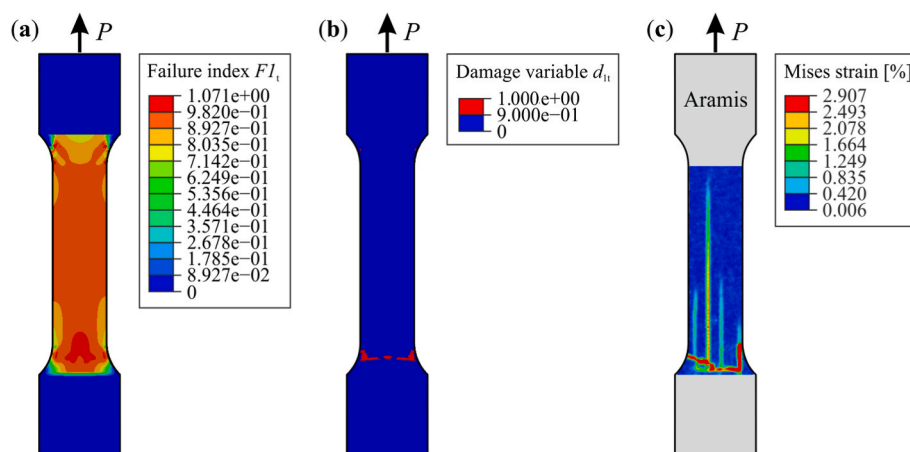 (a)
P
Failure index F1t
1.071e+00
9.820e−01
8.927e−01
8.035e−01
7.142e−01
6.249e−01
5.356e−01
4.464e−01
3.571e−01
2.678e−01
1.785e−01
8.927e−02
0
(b)
P
Damage variable d1t
1.000e+00
9.000e−01
0
(c)
P
Aramis
Mises strain [%]
2.907
2.493
2.078
1.664
1.249
0.835
0.420
0.006